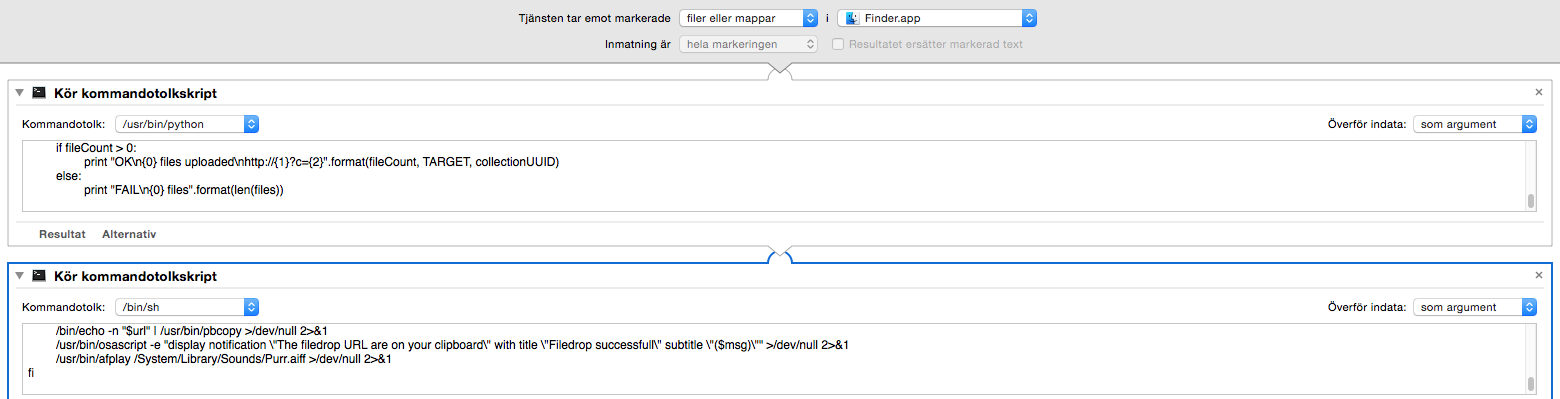 Tjänsten tar emot markerade filer eller mappar i Finder.app
Inmatning är hela markeringen Resultatet ersätter markerad text
Kör kommandotolkskript
Kommandotolk: /usr/bin/python Överför indata: som argument
if fileCount > 0:
print "OK\n{0} files uploaded\nhttp://{1}?c={2}".format(fileCount, TARGET, collectionUUID)
else:
print "FAIL\n{0} files".format(len(files))
Resultat Alternativ
Kör kommandotolkskript
Kommandotolk: /bin/sh Överför indata: som argument
/bin/echo -n "$url" | /usr/bin/pbcopy >/dev/null 2>&1
/usr/bin/osascript -e "display notification \"The filedrop URL are on your clipboard\" with title \"Filedrop successfull\" subtitle \"($msg)\"" >/dev/null 2>&1
/usr/bin/afplay /System/Library/Sounds/Purr.aiff >/dev/null 2>&1
fi